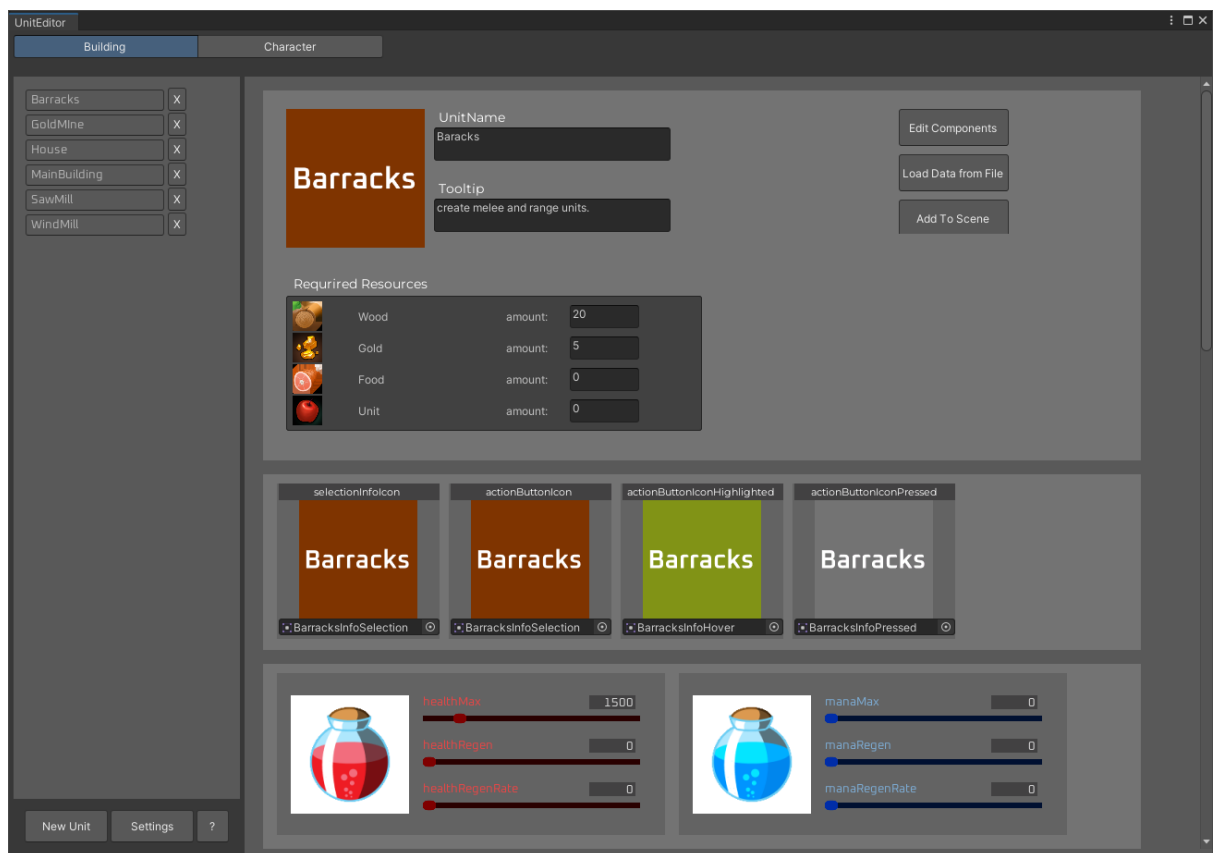 UnitEditor
Building Character
Barracks X
GoldMIne X
House X
MainBuilding X
SawMill X
WindMill X
New Unit Settings ?
Barracks
UnitName
Baracks
Tooltip
create melee and range units.
Edit Components
Load Data from File
Add To Scene
Requrired Resources
Wood amount: 20
Gold amount: 5
Food amount: 0
Unit amount: 0
selectionInfoIcon actionButtonIcon actionButtonIconHighlighted actionButtonIconPressed
Barracks Barracks Barracks Barracks
BarracksInfoSelection BarracksInfoSelection BarracksInfoHover BarracksInfoPressed
healthMax 1500
healthRegen 0
healthRegenRate 0
manaMax 0
manaRegen 0
manaRegenRate 0